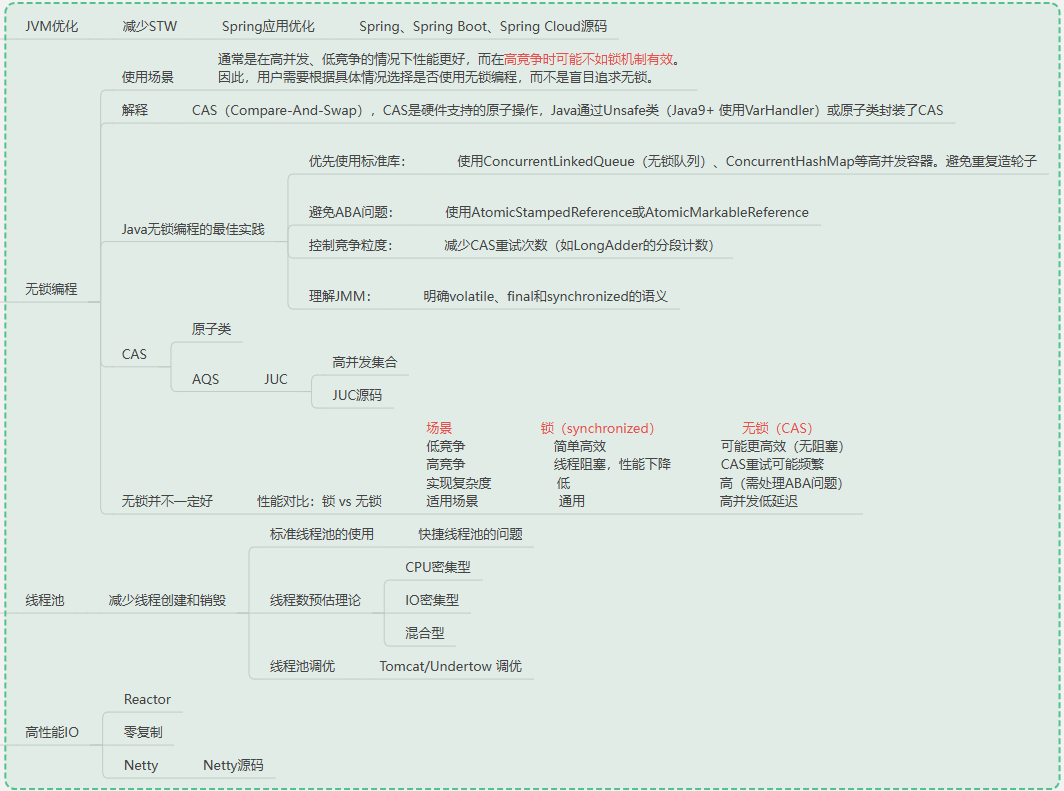 JVM优化 减少STW Spring应用优化 Spring、Spring Boot、Spring Cloud源码
通常是在高并发、低竞争的情况下性能更好，而在高竞争时可能不如锁机制有效。
使用场景
因此，用户需要根据具体情况选择是否使用无锁编程，而不是盲目追求无锁。
解释 CAS（Compare-And-Swap），CAS是硬件支持的原子操作，Java通过Unsafe类（Java9+ 使用VarHandler）或原子类封装了CAS
优先使用标准库： 使用ConcurrentLinkedQueue（无锁队列）、ConcurrentHashMap等高并发容器。避免重复造轮子
避免ABA问题： 使用AtomicStampedReference或AtomicMarkableReference
Java无锁编程的最佳实践
控制竞争粒度： 减少CAS重试次数（如LongAdder的分段计数）
无锁编程
理解JMM： 明确volatile、final和synchronized的语义
原子类
CAS
高并发集合
AQS JUC
JUC源码
场景 锁（synchronized） 无锁（CAS）
低竞争 简单高效 可能更高效（无阻塞）
高竞争 线程阻塞，性能下降 CAS重试可能频繁
实现复杂度 低 高（需处理ABA问题）
无锁并不一定好 性能对比：锁 vs 无锁 适用场景 通用 高并发低延迟
标准线程池的使用 快捷线程池的问题
CPU密集型
线程池 减少线程创建和销毁 线程数预估理论 IO密集型
混合型
线程池调优 Tomcat/Undertow 调优
Reactor
高性能IO 零复制
Netty Netty源码